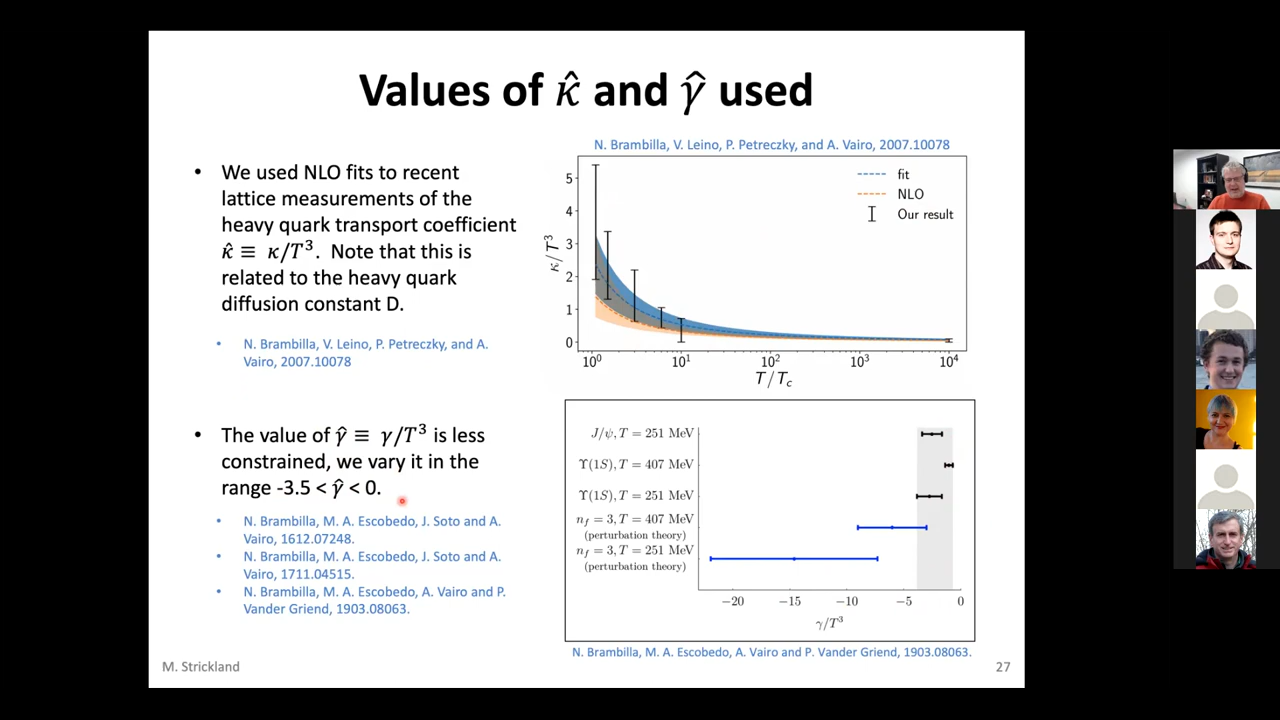 Values of κ̂ and γ̂ used
• We used NLO fits to recent
lattice measurements of the
heavy quark transport coefficient
κ̂ ≡ κ/T³. Note that this is
related to the heavy quark
diffusion constant D.
• N. Brambilla, V. Leino, P. Petreczky, and A.
Vairo, 2007.10078
• The value of γ̂ ≡ γ/T³ is less
constrained, we vary it in the
range -3.5 < γ̂ < 0.
• N. Brambilla, M. A. Escobedo, J. Soto and A.
Vairo, 1612.07248.
• N. Brambilla, M. A. Escobedo, J. Soto and A.
Vairo, 1711.04515.
• N. Brambilla, M. A. Escobedo, A. Vairo and P.
Vander Griend, 1903.08063.
N. Brambilla, V. Leino, P. Petreczky, and A. Vairo, 2007.10078
κ/T³
5
4
3
2
1
0
fit
NLO
Our result
10⁰ 10¹ 10² 10³ 10⁴
T/T_c
J/ψ, T = 251 MeV
Υ(1S), T = 407 MeV
Υ(1S), T = 251 MeV
n_f = 3, T = 407 MeV
(perturbation theory)
n_f = 3, T = 251 MeV
(perturbation theory)
−20 −15 −10 −5 0
γ/T³
N. Brambilla, M. A. Escobedo, A. Vairo and P. Vander Griend, 1903.08063.
M. Strickland
27